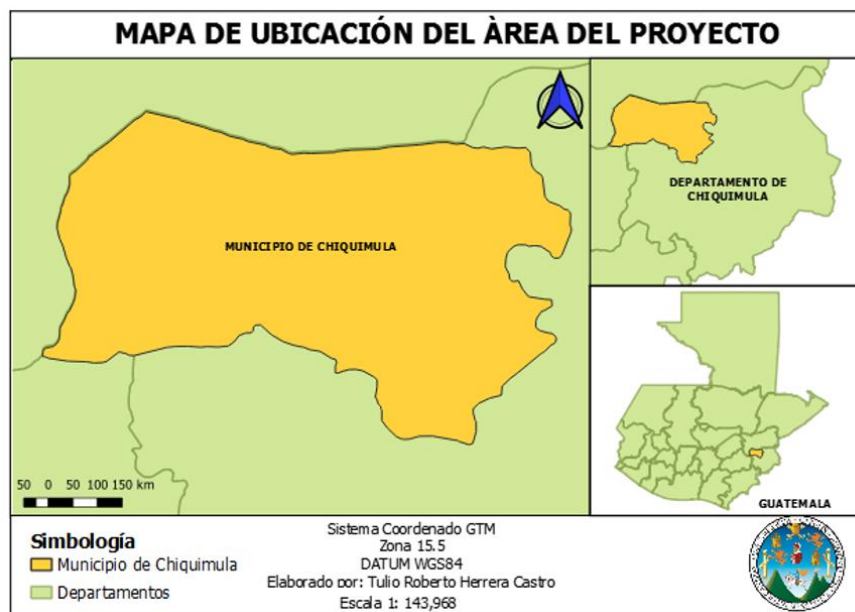 MAPA DE UBICACIÓN DEL ÀREA DEL PROYECTO
MUNICIPIO DE CHIQUIMULA
DEPARTAMENTO DE
CHIQUIMULA
GUATEMALA
50 0 50 100 150 km
Simbología
Municipio de Chiquimula
Departamentos
Sistema Coordenado GTM
Zona 15.5
DATUM WGS84
Elaborado por: Tulio Roberto Herrera Castro
Escala 1: 143,968